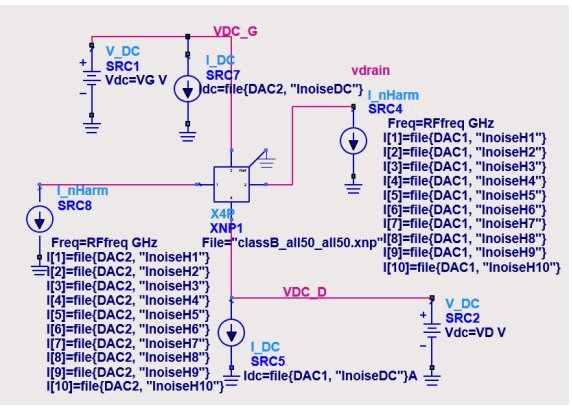 VDC_G
V_DC
SRC1
Vdc=VG V
I_DC
SRC7
Idc=file{DAC2, "InoiseDC"}
vdrain
I_nHarm
SRC4
Freq=RFfreq GHz
I[1]=file{DAC1, "InoiseH1"}
I[2]=file{DAC1, "InoiseH2"}
I[3]=file{DAC1, "InoiseH3"}
I[4]=file{DAC1, "InoiseH4"}
I[5]=file{DAC1, "InoiseH5"}
I[6]=file{DAC1, "InoiseH6"}
I[7]=file{DAC1, "InoiseH7"}
I[8]=file{DAC1, "InoiseH8"}
I[9]=file{DAC1, "InoiseH9"}
I[10]=file{DAC1, "InoiseH10"}
3
Ref
1
2
4
X4P
XNP1
File="classB_all50_all50.xnp"
I_nHarm
SRC8
Freq=RFfreq GHz
I[1]=file{DAC2, "InoiseH1"}
I[2]=file{DAC2, "InoiseH2"}
I[3]=file{DAC2, "InoiseH3"}
I[4]=file{DAC2, "InoiseH4"}
I[5]=file{DAC2, "InoiseH5"}
I[6]=file{DAC2, "InoiseH6"}
I[7]=file{DAC2, "InoiseH7"}
I[8]=file{DAC2, "InoiseH8"}
I[9]=file{DAC2, "InoiseH9"}
I[10]=file{DAC2, "InoiseH10"}
VDC_D
I_DC
SRC5
Idc=file{DAC1, "InoiseDC"}A
V_DC
SRC2
Vdc=VD V